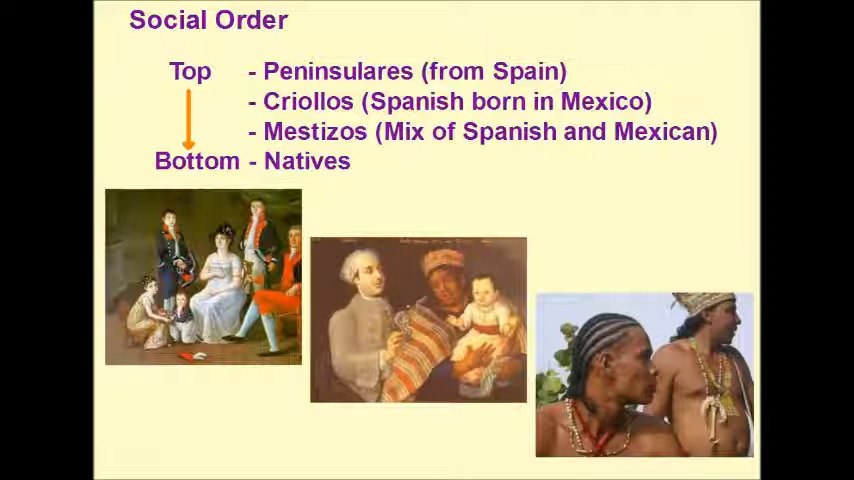 Social Order
Top - Peninsulares (from Spain)
- Criollos (Spanish born in Mexico)
- Mestizos (Mix of Spanish and Mexican)
Bottom - Natives